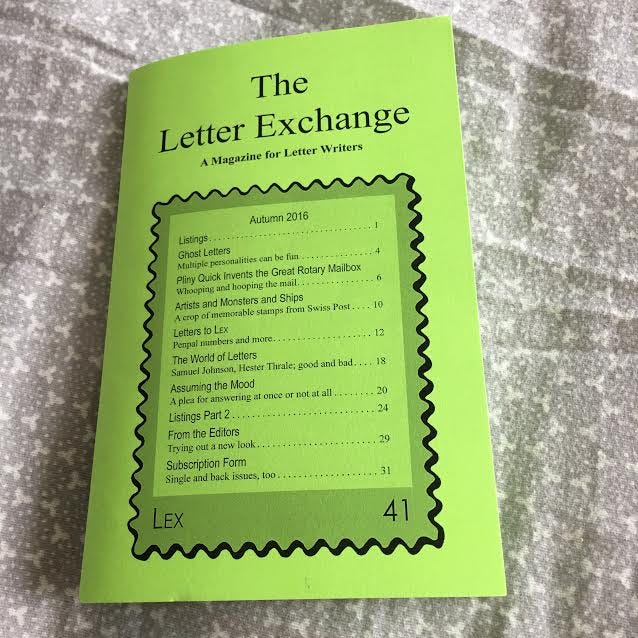 The
Letter Exchange
A Magazine for Letter Writers
Autumn 2016
Listings. . . . . . . . . . . . . . . . . . . . . . . . . . . . . . . . . 1
Ghost Letters
Multiple personalities can be fun . . . . . . . . . . . . . . 4
Pliny Quick Invents the Great Rotary Mailbox
Whooping and hooping the mail. . . . . . . . . . . . . . . 6
Artists and Monsters and Ships
A crop of memorable stamps from Swiss Post . . . . 10
Letters to LEX
Penpal numbers and more. . . . . . . . . . . . . . . . . . . 12
The World of Letters
Samuel Johnson, Hester Thrale; good and bad. . . . 18
Assuming the Mood
A plea for answering at once or not at all . . . . . . . . 20
Listings Part 2 . . . . . . . . . . . . . . . . . . . . . . . . . . . 24
From the Editors
Trying out a new look. . . . . . . . . . . . . . . . . . . . . . 29
Subscription Form
Single and back issues, too . . . . . . . . . . . . . . . . . . 31
LEX 41